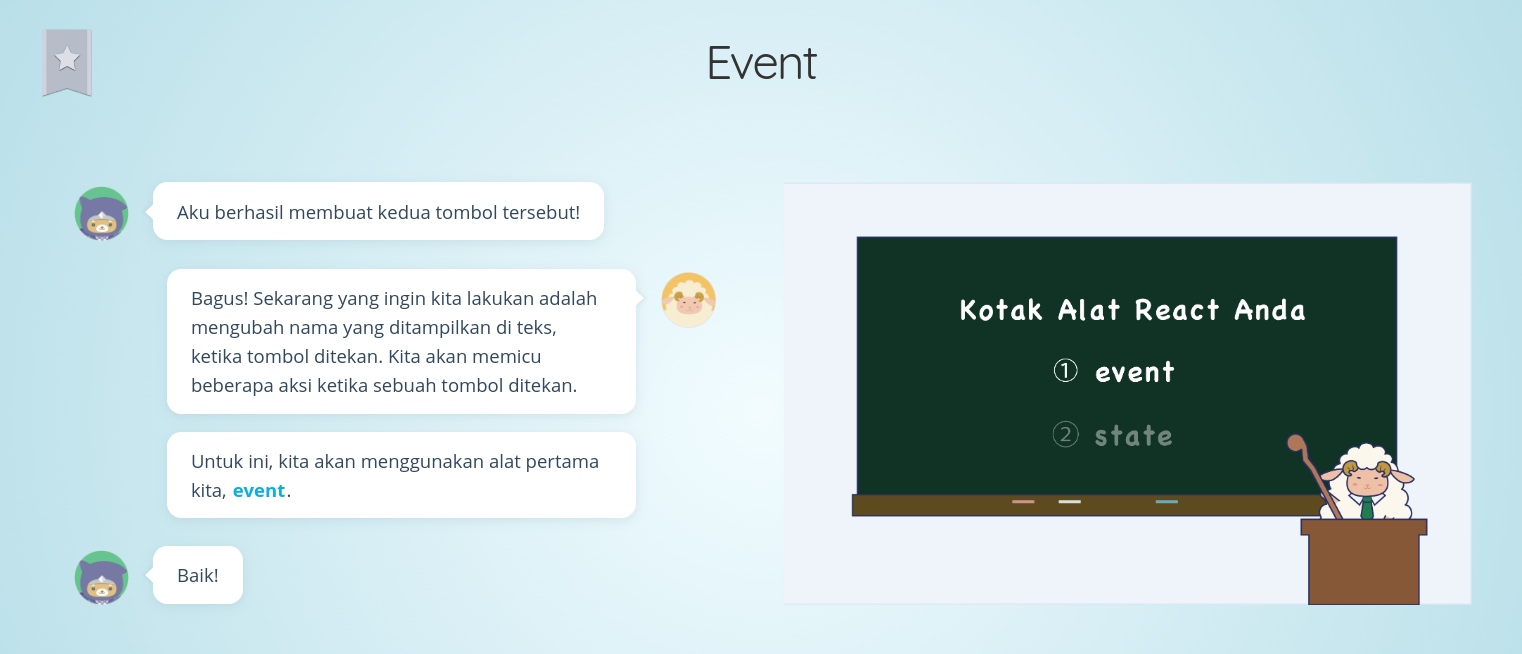 Event
Aku berhasil membuat kedua tombol tersebut!
Bagus! Sekarang yang ingin kita lakukan adalah
mengubah nama yang ditampilkan di teks,
ketika tombol ditekan. Kita akan memicu
beberapa aksi ketika sebuah tombol ditekan.
Untuk ini, kita akan menggunakan alat pertama
kita, event.
Baik!
Kotak Alat React Anda
① event
② state